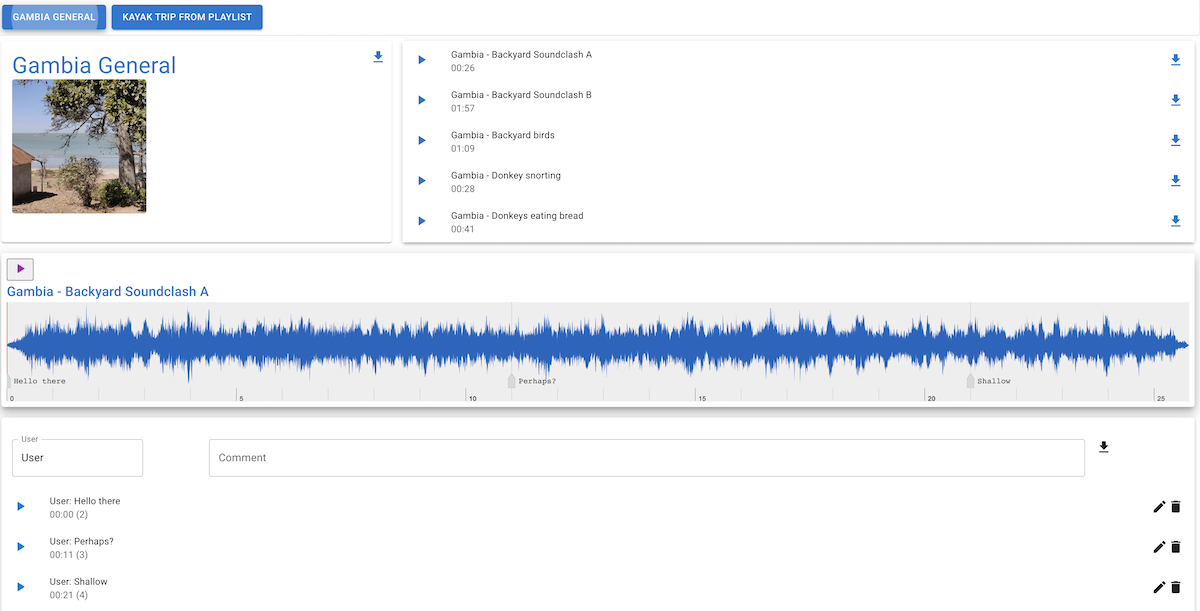 GAMBIA GENERAL
KAYAK TRIP FROM PLAYLIST
Gambia General
Gambia - Backyard Soundclash A
00:26
Gambia - Backyard Soundclash B
01:57
Gambia - Backyard birds
01:09
Gambia - Donkey snorting
00:28
Gambia - Donkeys eating bread
00:41
Gambia - Backyard Soundclash A
Hello there
Perhaps?
Shallow
0 5 10 15 20 25
User
User
Comment
User: Hello there
00:00 (2)
User: Perhaps?
00:11 (3)
User: Shallow
00:21 (4)